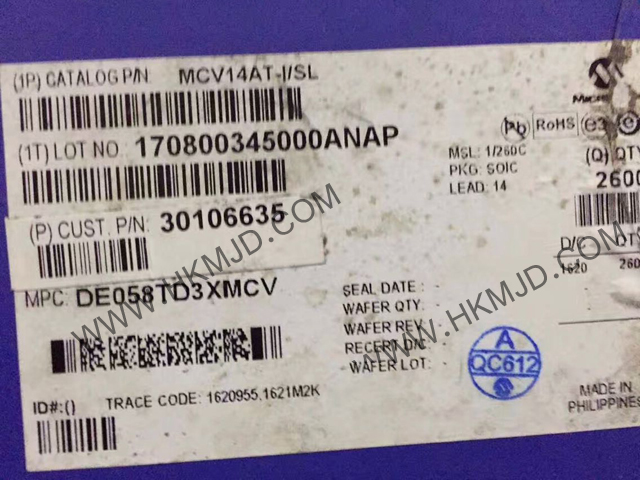 (1P) CATALOG P/N MCV14AT-I/SL
(1T) LOT NO. 170800345000ANAP
(P) CUST. P/N: 30106635
MPC: DE058TD3XMCV
TRACE CODE: 1620955,1621M2K
ID#:()
Pb RoHS e3
MSL: 1/260C
PKG: SOIC
LEAD: 14
(Q) QTY
2600
D/C
1620 260
SEAL DATE :
WAFER QTY. :
WAFER REV.
RECERT D/C
WAFER LOT:
A
QC612
MADE IN
PHILIPPINES
WWW.HKMJD.COM
WWW.HKMJD.COM